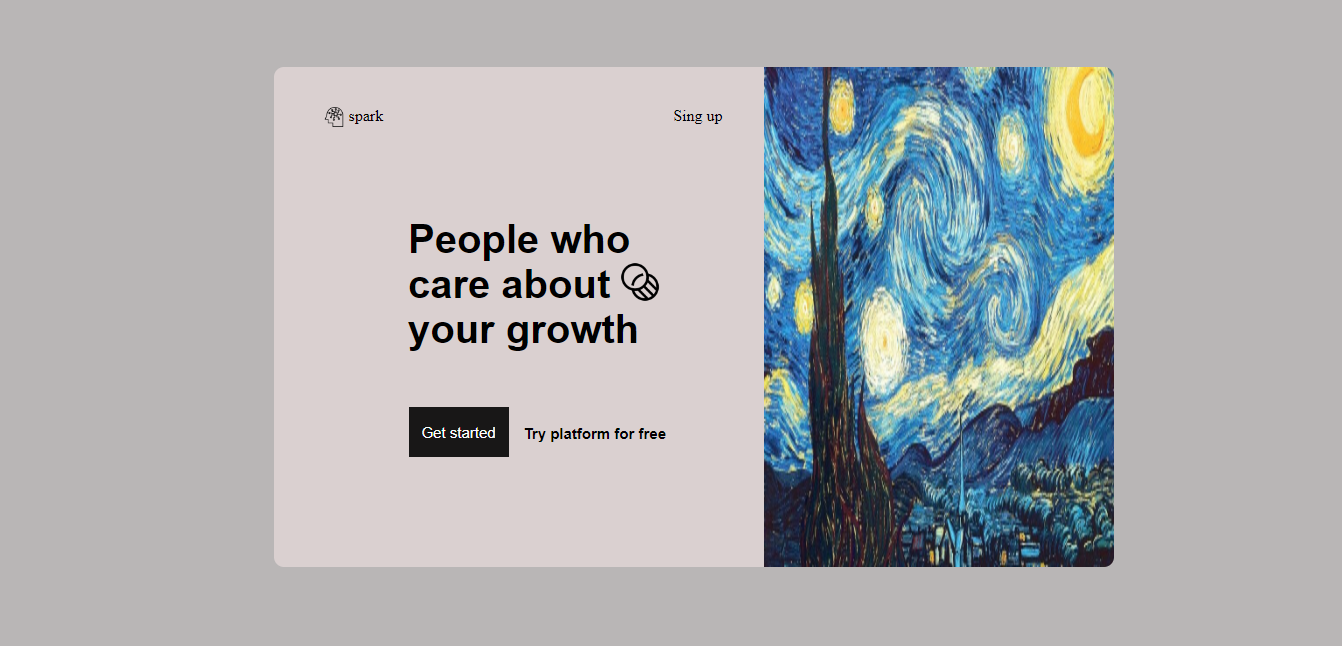 spark
Sing up
People who
care about
your growth
Get started
Try platform for free